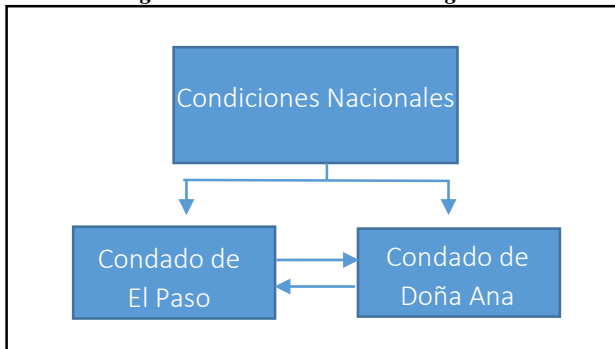 Condiciones Nacionales
Condado de
El Paso
Condado de
Doña Ana